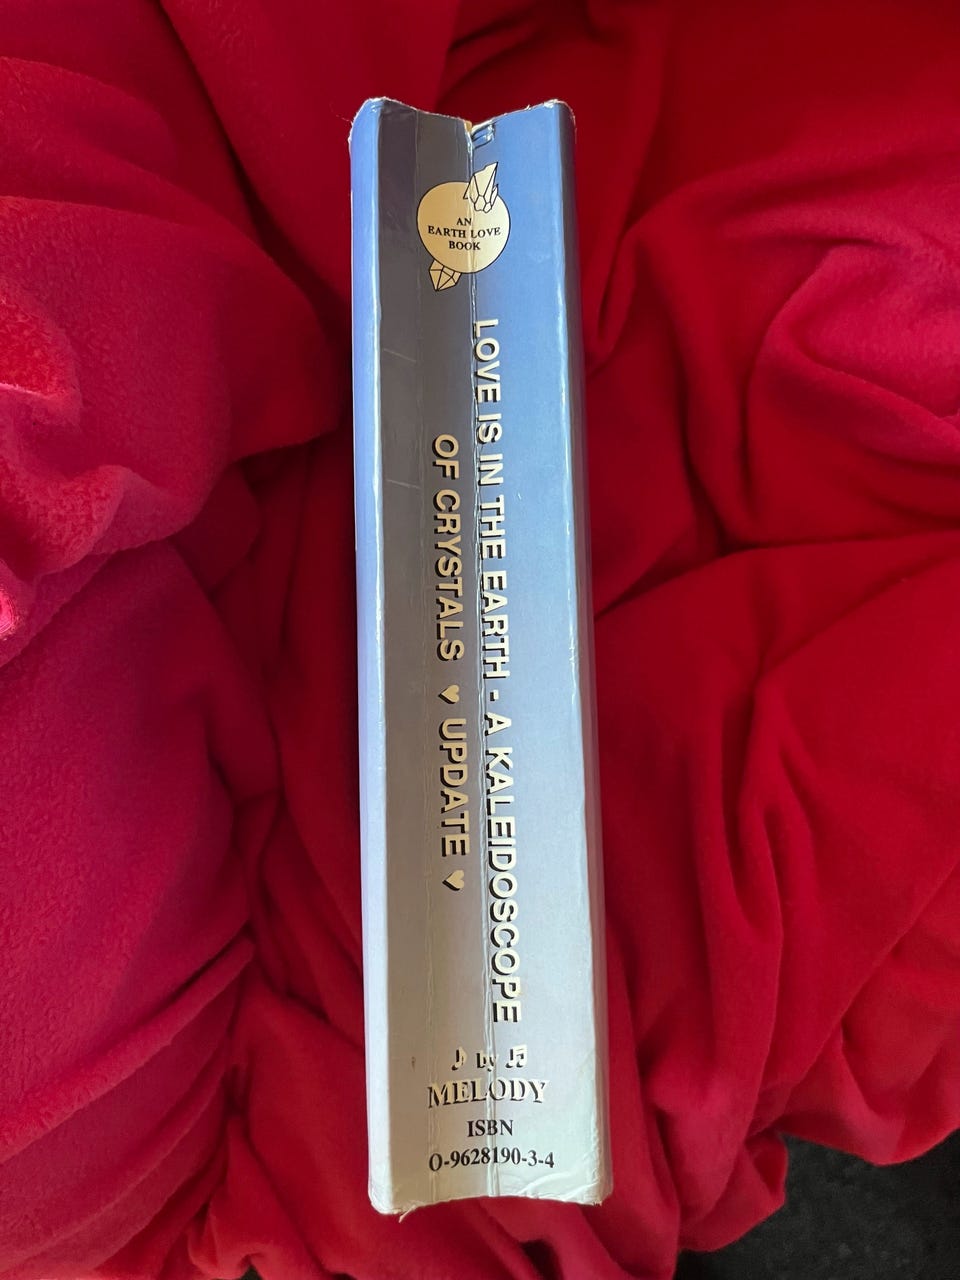 AN
EARTH LOVE
BOOK
LOVE IS IN THE EARTH - A KALEIDOSCOPE
OF CRYSTALS ♥ UPDATE ♥
♪ by ♫
MELODY
ISBN
O-9628190-3-4